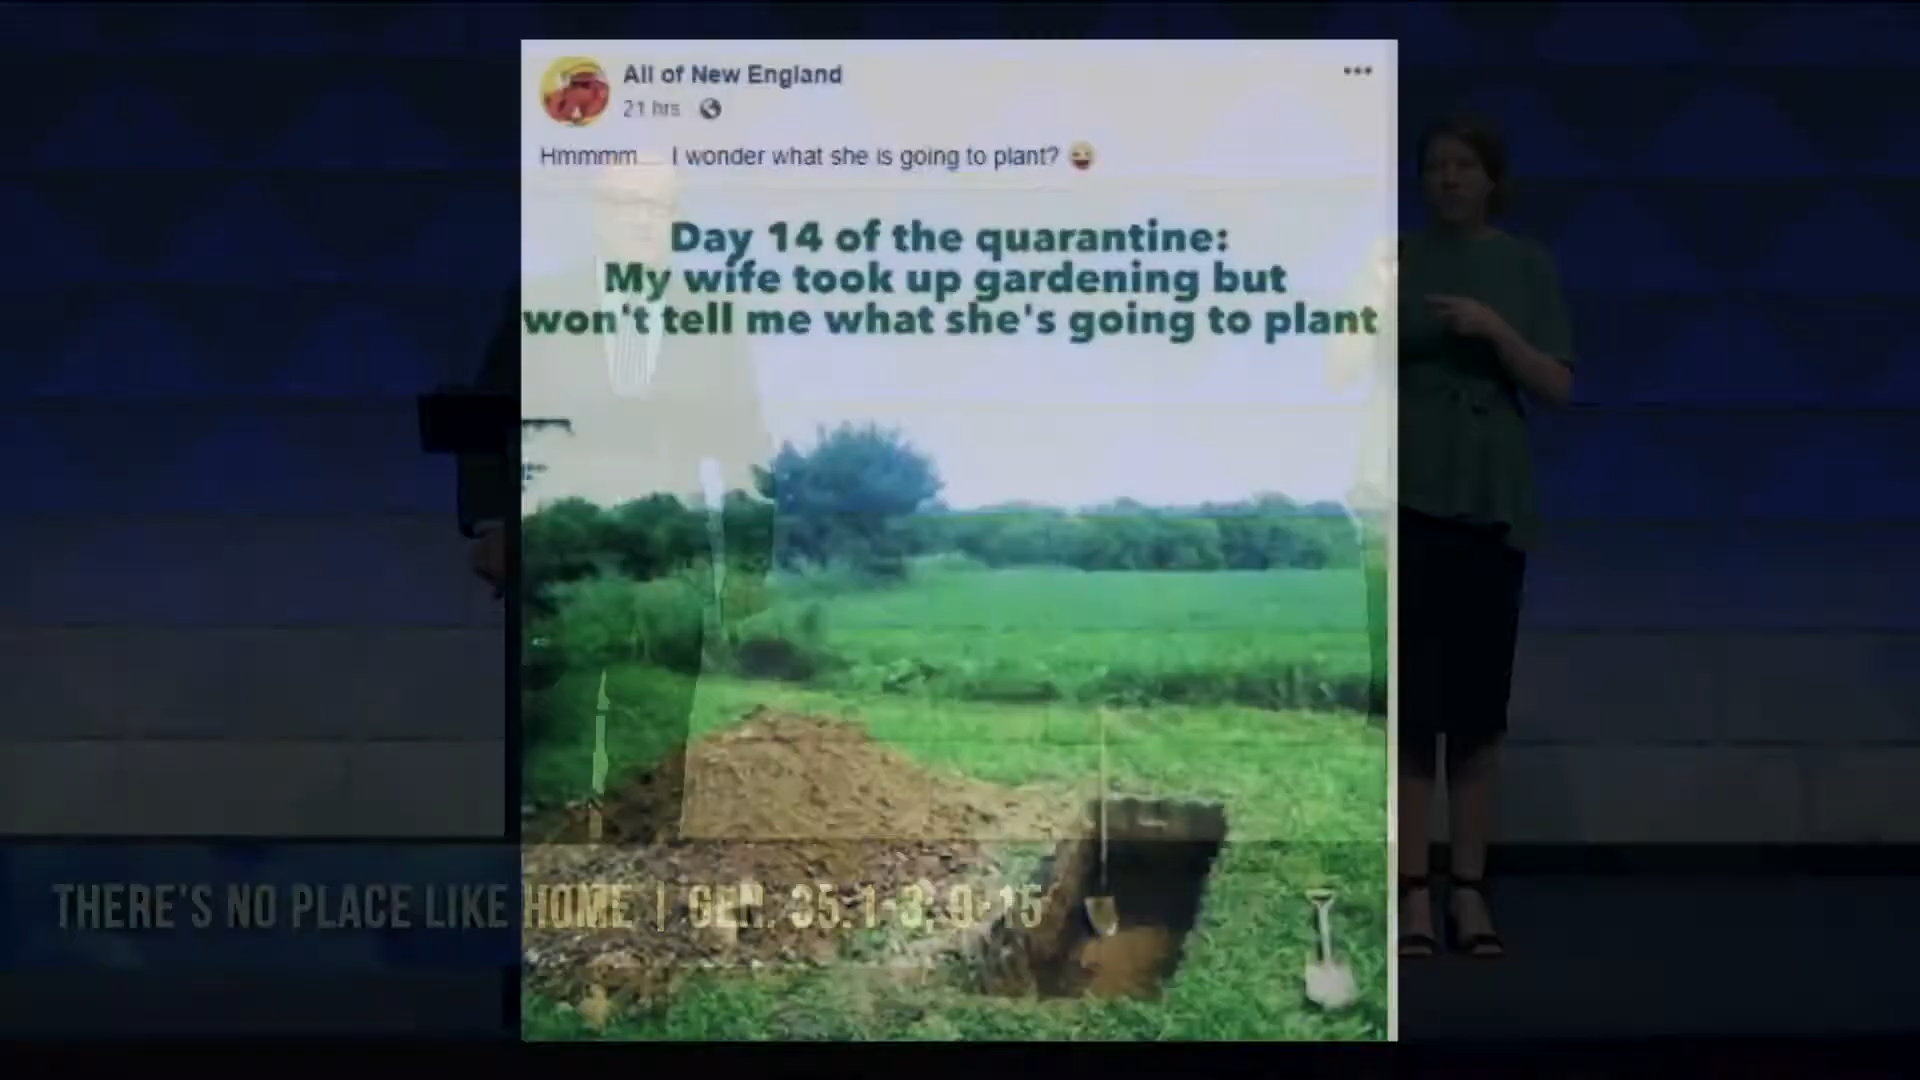 All of New England
21 hrs
Hmmmm.... I wonder what she is going to plant?
Day 14 of the quarantine:
My wife took up gardening but
won't tell me what she's going to plant
THERE'S NO PLACE LIKE HOME | GEN. 35:1-3, 9-15